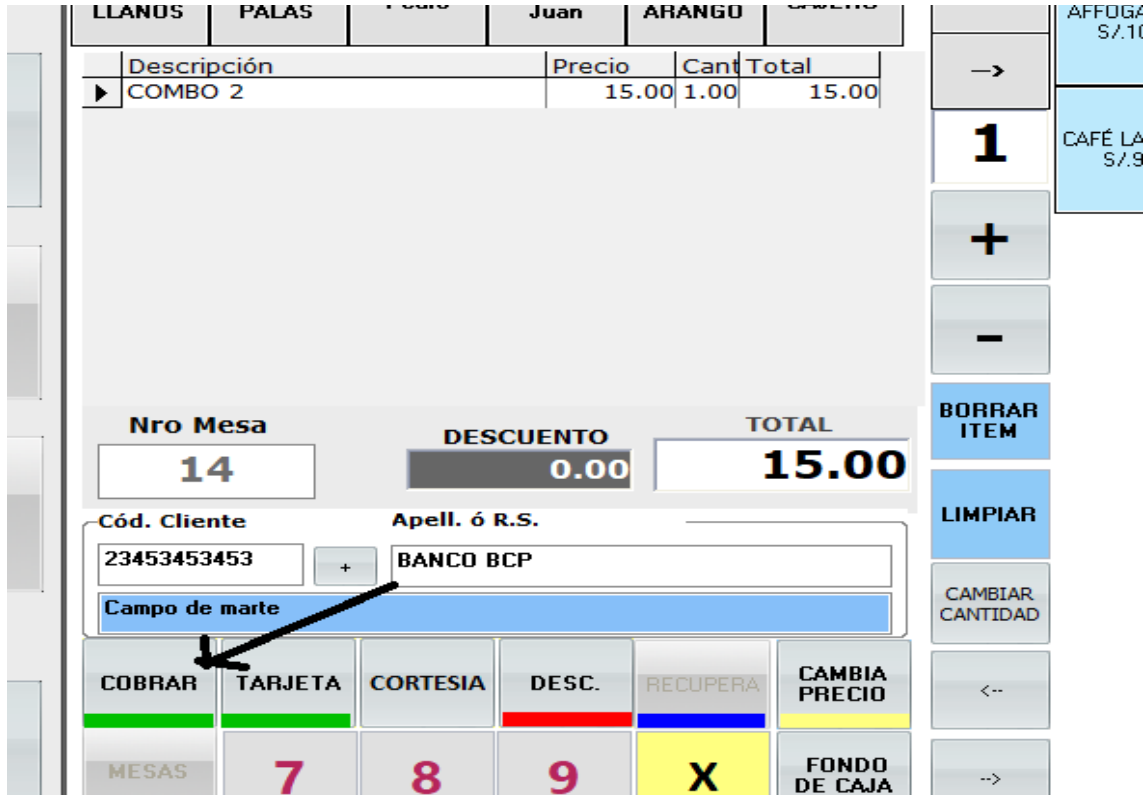 LLANOS PALAS Pedro Juan ARANGO CAJERO
AFFOGA
S/.10
Descripción Precio Cant Total
-->
COMBO 2 15.00 1.00 15.00
1
CAFÉ LA
S/.9
+
-
BORRAR
ITEM
Nro Mesa DESCUENTO TOTAL
14 0.00 15.00
LIMPIAR
Cód. Cliente Apell. ó R.S.
23453453453 + BANCO BCP
Campo de marte
CAMBIAR
CANTIDAD
COBRAR TARJETA CORTESIA DESC. RECUPERA
CAMBIA
PRECIO
<--
MESAS 7 8 9 X
FONDO
DE CAJA
-->